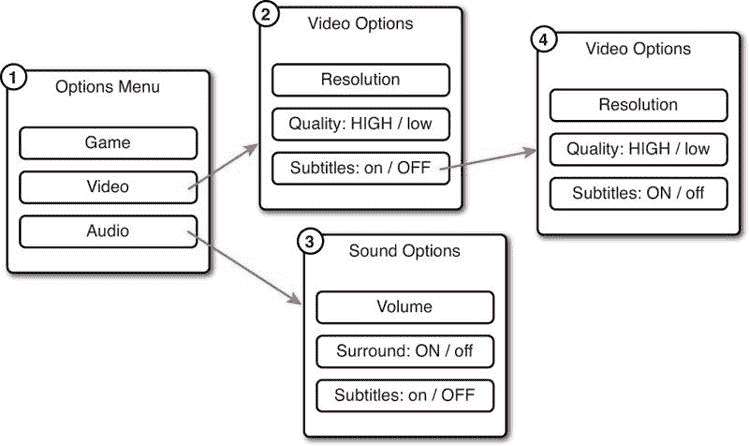 1
Options Menu
Game
Video
Audio
2
Video Options
Resolution
Quality: HIGH / low
Subtitles: on / OFF
3
Sound Options
Volume
Surround: ON / off
Subtitles: on / OFF
4
Video Options
Resolution
Quality: HIGH / low
Subtitles: ON / off